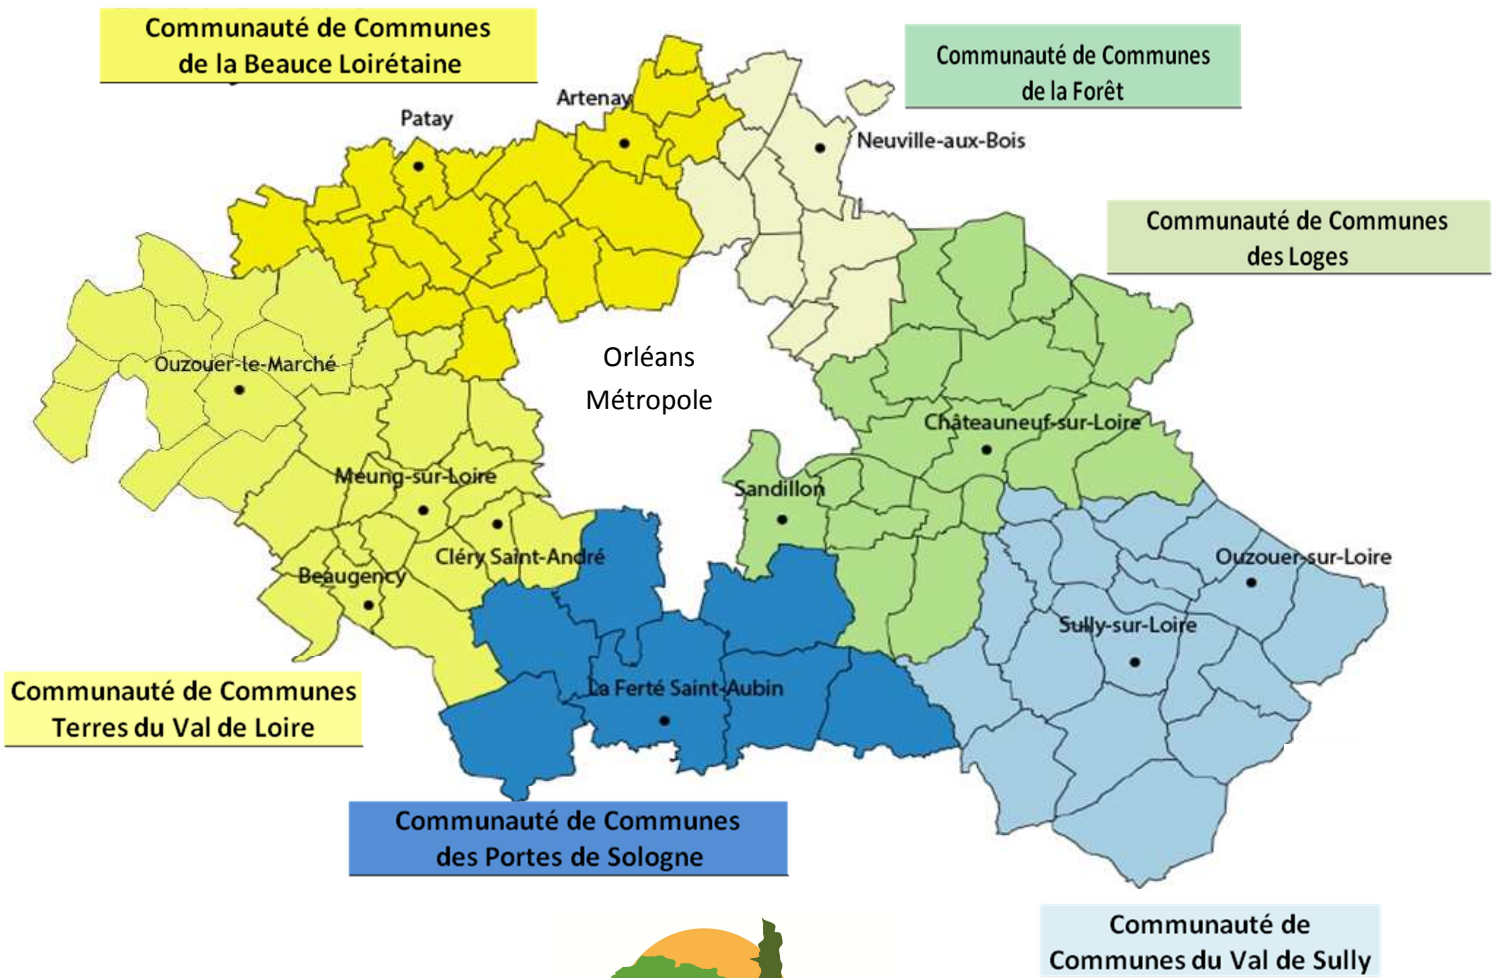 Communauté de Communes
de la Beauce Loirétaine
Communauté de Communes
de la Forêt
Artenay
Patay
Neuville-aux-Bois
Communauté de Communes
des Loges
Orléans
Métropole
Ouzouer-le-Marché
Châteauneuf-sur-Loire
Meung-sur-Loire
Sandillon
Cléry Saint-André
Ouzouer-sur-Loire
Beaugency
Sully-sur-Loire
La Ferté Saint-Aubin
Communauté de Communes
Terres du Val de Loire
Communauté de Communes
des Portes de Sologne
Communauté de
Communes du Val de Sully